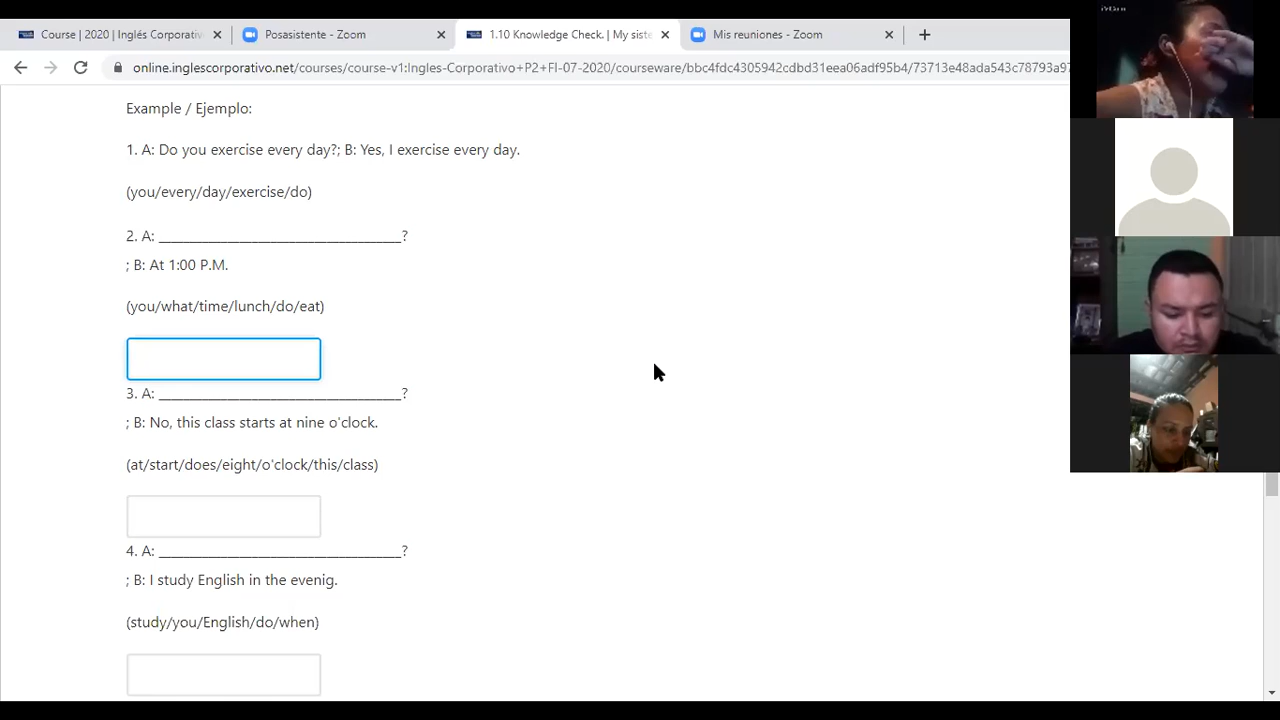 Course | 2020 | Inglés Corporativ
Posasistente - Zoom
1.10 Knowledge Check. | My siste
Mis reuniones - Zoom
online.inglescorporativo.net/courses/course-v1:Ingles-Corporativo+P2+FI-07-2020/courseware/bbc4fdc4305942cdbd31eea06adf95b4/73713e48ada543c78793a97
Example / Ejemplo:
1. A: Do you exercise every day?; B: Yes, I exercise every day.
(you/every/day/exercise/do)
2. A: ___________________________________?
; B: At 1:00 P.M.
(you/what/time/lunch/do/eat)
3. A: ___________________________________?
; B: No, this class starts at nine o'clock.
(at/start/does/eight/o'clock/this/class)
4. A: ___________________________________?
; B: I study English in the evenig.
(study/you/English/do/when)